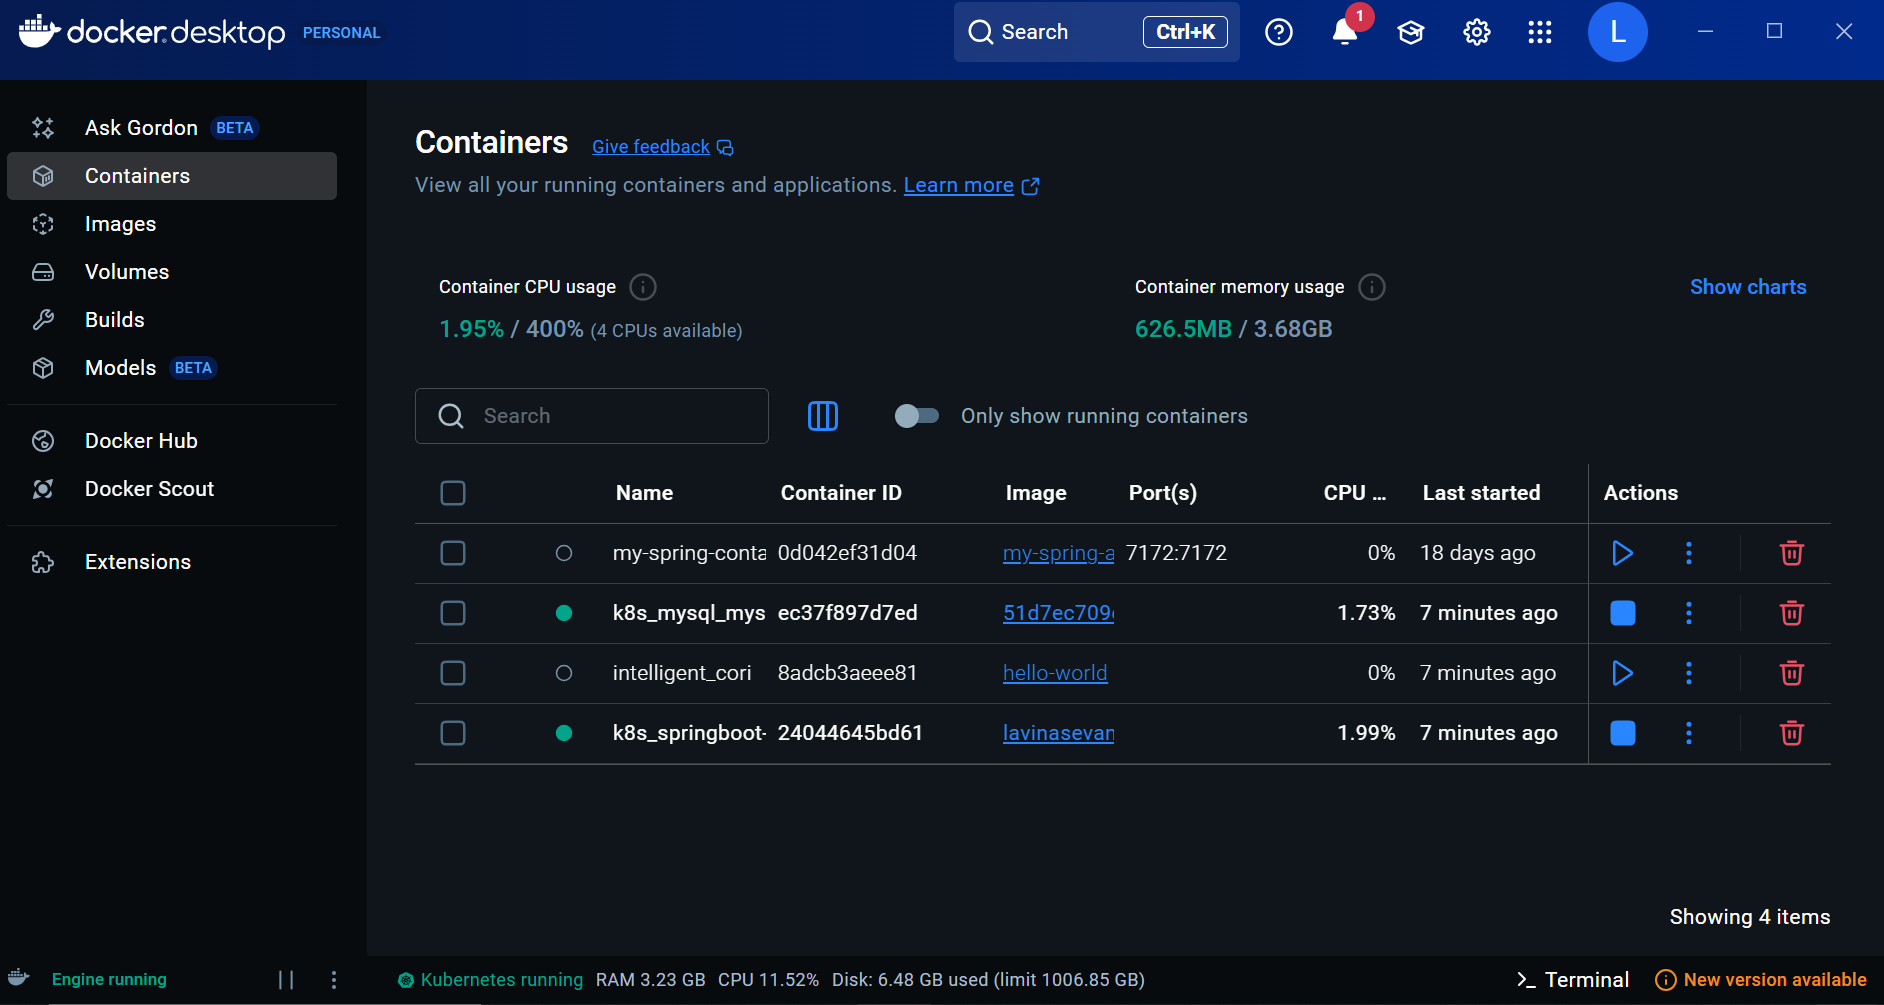 docker.desktop PERSONAL
Search Ctrl+K
1
L
Ask Gordon BETA
Containers
Images
Volumes
Builds
Models BETA
Docker Hub
Docker Scout
Extensions
Containers Give feedback
View all your running containers and applications. Learn more
Container CPU usage
1.95% / 400% (4 CPUs available)
Container memory usage
626.5MB / 3.68GB
Show charts
Search
Only show running containers
Name Container ID Image Port(s) CPU ... Last started Actions
my-spring-conta 0d042ef31d04 my-spring-a 7172:7172 0% 18 days ago
k8s_mysql_mys ec37f897d7ed 51d7ec709 1.73% 7 minutes ago
intelligent_cori 8adcb3aeee81 hello-world 0% 7 minutes ago
k8s_springboot- 24044645bd61 lavinasevan 1.99% 7 minutes ago
Showing 4 items
Engine running
Kubernetes running RAM 3.23 GB CPU 11.52% Disk: 6.48 GB used (limit 1006.85 GB)
Terminal
New version available